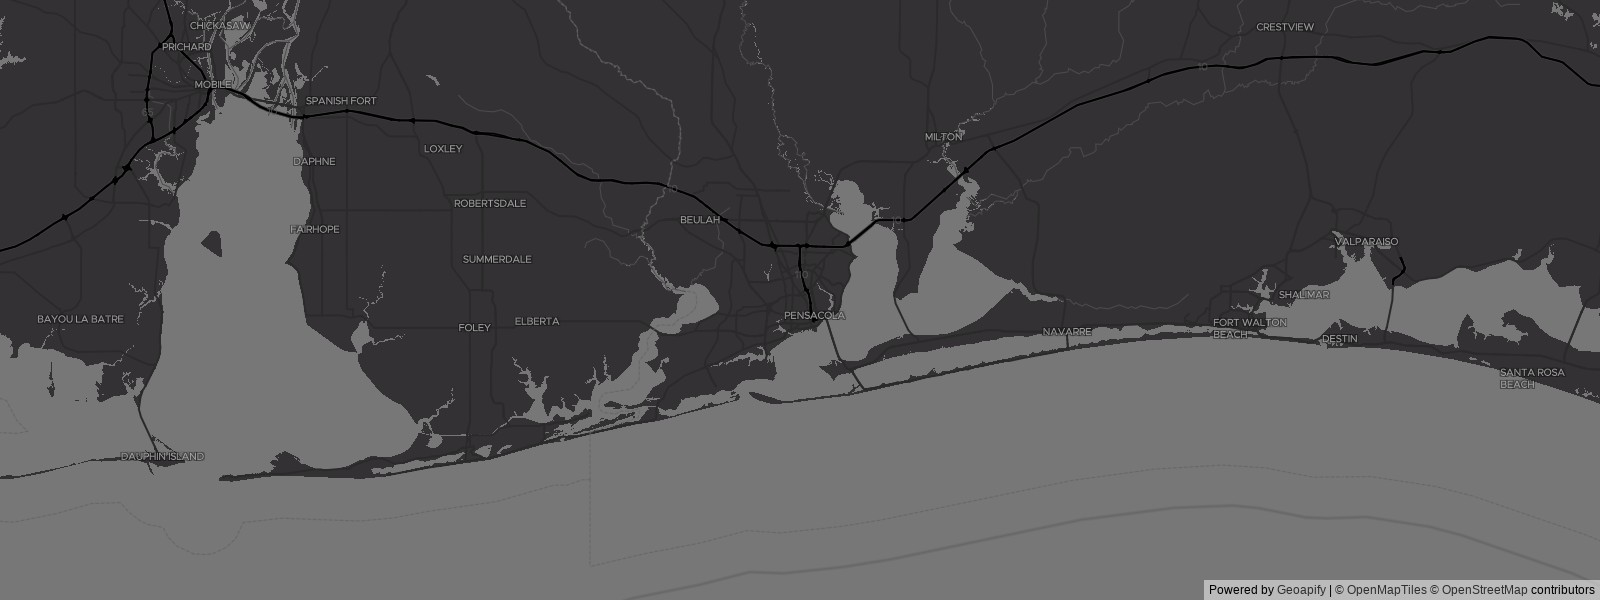 CHICKASAW
CRESTVIEW
PRICHARD
10
MOBILE
SPANISH FORT
65
MILTON
LOXLEY
DAPHNE
10
ROBERTSDALE
BEULAH
10
FAIRHOPE
VALPARAISO
SUMMERDALE
110
SHALIMAR
PENSACOLA
BAYOU LA BATRE
ELBERTA
FOLEY
FORT WALTON
BEACH
NAVARRE
DESTIN
SANTA ROSA
BEACH
DAUPHIN ISLAND
Powered by Geoapify | © OpenMapTiles © OpenStreetMap contributors